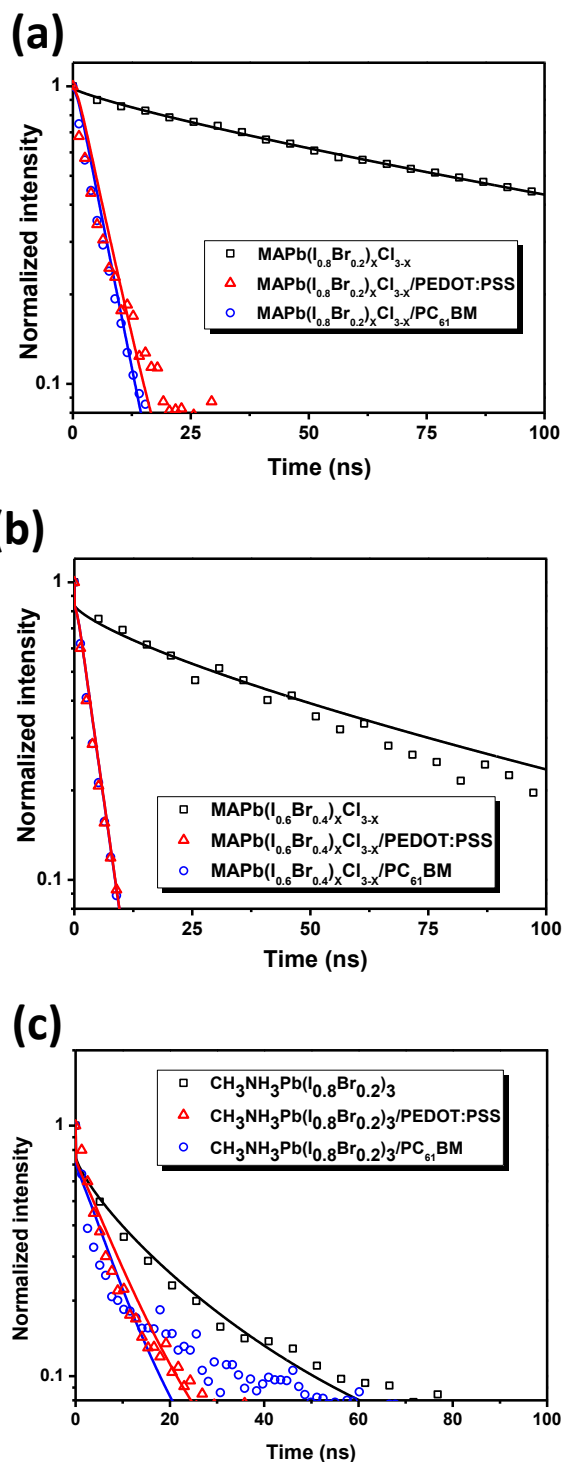 (a)
1
0.1
Normalized intensity
MAPb(I0.8Br0.2)XCl3-X
MAPb(I0.8Br0.2)XCl3-X/PEDOT:PSS
MAPb(I0.8Br0.2)XCl3-X/PC61BM
0 25 50 75 100
Time (ns)
(b)
1
0.1
Normalized intensity
MAPb(I0.6Br0.4)XCl3-X
MAPb(I0.6Br0.4)XCl3-X/PEDOT:PSS
MAPb(I0.6Br0.4)XCl3-X/PC61BM
0 25 50 75 100
Time (ns)
(c)
1
0.1
Normalized intensity
CH3NH3Pb(I0.8Br0.2)3
CH3NH3Pb(I0.8Br0.2)3/PEDOT:PSS
CH3NH3Pb(I0.8Br0.2)3/PC61BM
0 20 40 60 80 100
Time (ns)